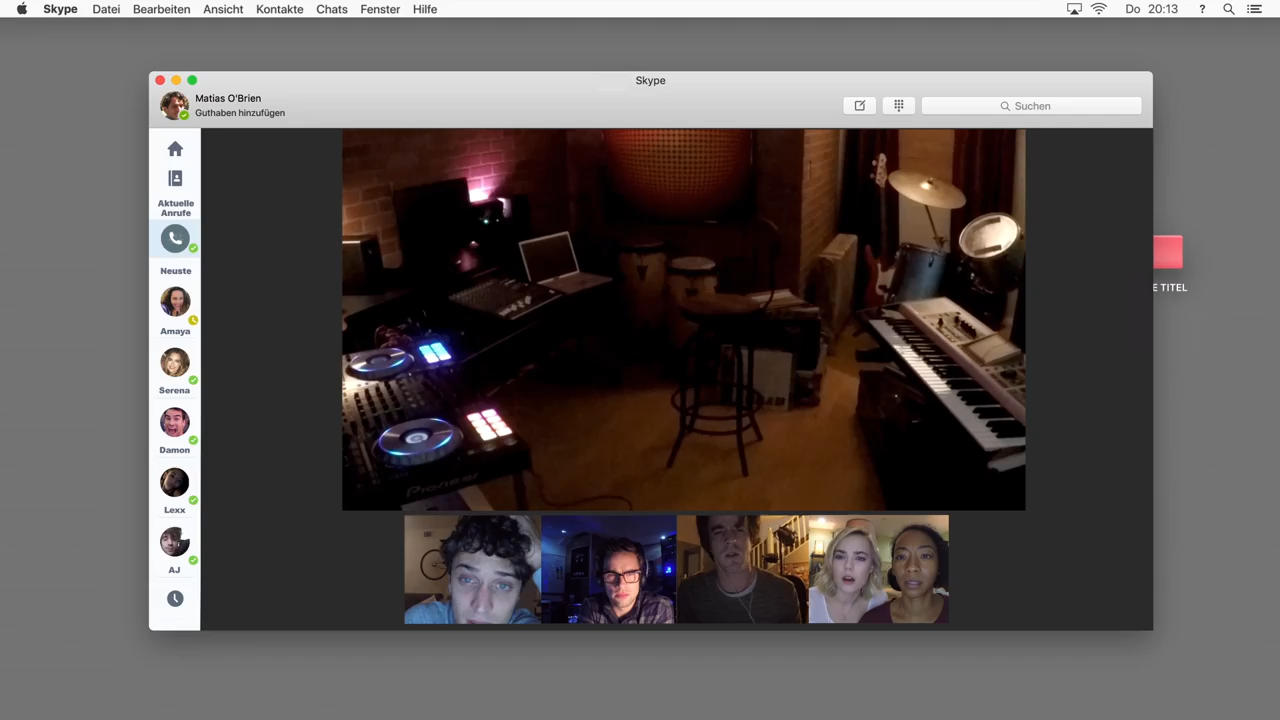 Skype Datei Bearbeiten Ansicht Kontakte Chats Fenster Hilfe Do 20:13 ?
Skype
Matias O'Brien
Guthaben hinzufügen
Suchen
Aktuelle
Anrufe
Neuste
Amaya
Serena
Damon
Lexx
AJ
E TITEL
Pioneer